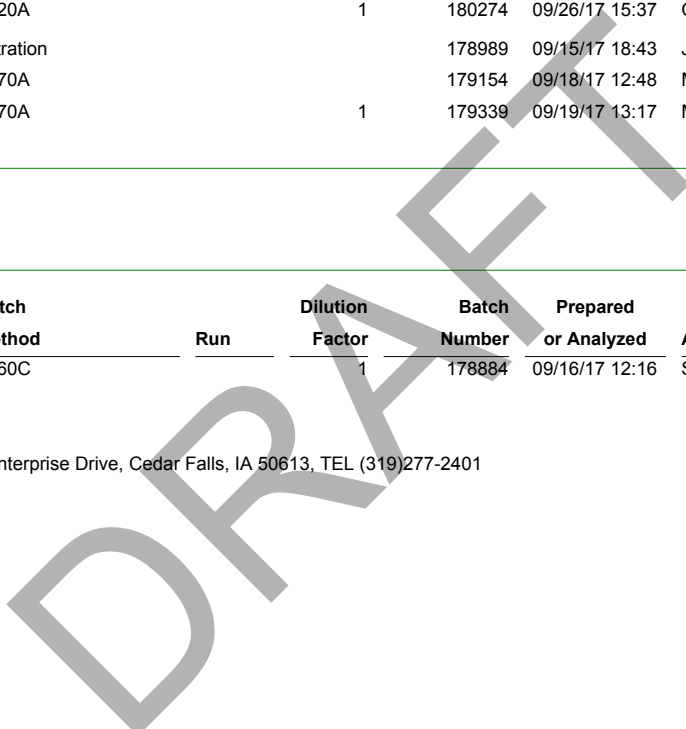 20A 1 180274 09/26/17 15:37
tration 178989 09/15/17 18:43 J
70A 179154 09/18/17 12:48 M
70A 1 179339 09/19/17 13:17 M
tch Dilution Batch Prepared
thod Run Factor Number or Analyzed A
60C 1 178884 09/16/17 12:16 S
nterprise Drive, Cedar Falls, IA 50613, TEL (319)277-2401
DRAFT